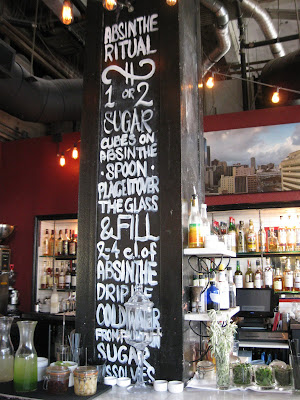 ABSINTHE
RITUAL
1 or 2
SUGAR
CUBES ON
ABSINTHE
• SPOON •
PLACE IT OVER
THE GLASS
& FILL
2-4 cl of
ABSINTHE
DRIP
COLD WATER
FROM
SUGAR
DISSOLVES